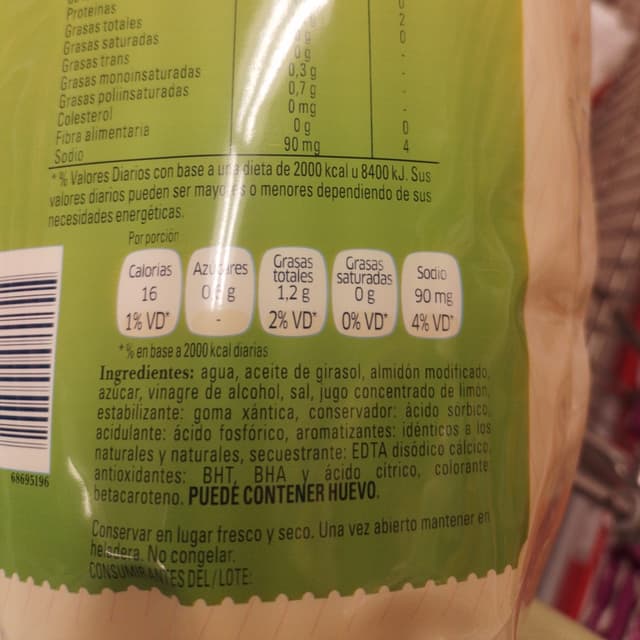 Proteínas
Grasas totales
Grasas saturadas
Grasas trans
Grasas monoinsaturadas
Grasas poliinsaturadas
Colesterol
Fibra alimentaria
Sodio
0 g
0,3 g
0,7 g
0 mg
0 g
90 mg
2
0
-
-
-
-
0
4
*% Valores Diarios con base a una dieta de 2000 kcal u 8400 kJ. Sus
valores diarios pueden ser mayores o menores dependiendo de sus
necesidades energéticas.
Por porción
Calorías
16
1% VD*
Azúcares
g
-
Grasas
totales
1,2 g
2% VD*
Grasas
saturadas
0 g
0% VD*
Sodio
90 mg
4% VD*
*% en base a 2000 kcal diarias
Ingredientes: agua, aceite de girasol, almidón modificado,
azúcar, vinagre de alcohol, sal, jugo concentrado de limón,
estabilizante: goma xántica, conservador: ácido sórbico,
acidulante: ácido fosfórico, aromatizantes: idénticos a los
naturales y naturales, secuestrante: EDTA disódico cálcico,
antioxidantes: BHT, BHA y ácido cítrico, colorante:
betacaroteno. PUEDE CONTENER HUEVO.
68695196
Conservar en lugar fresco y seco. Una vez abierto mantener en
heladera. No congelar.
CONSUMIR ANTES DEL/LOTE: